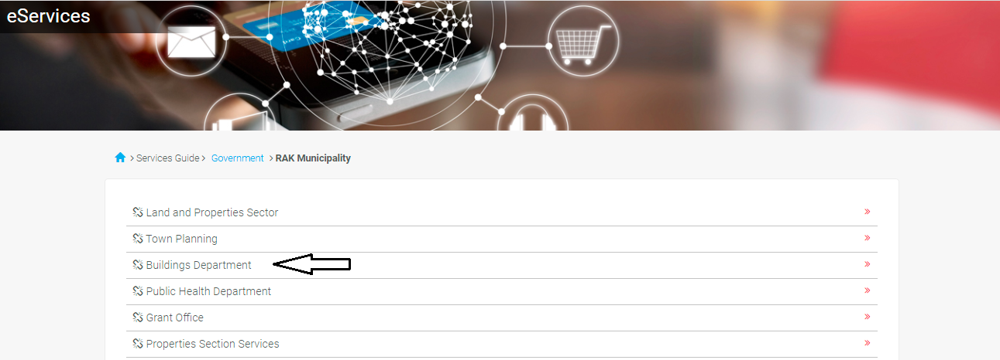 eServices
Card
> Services Guide > Government > RAK Municipality
Land and Properties Sector »
Town Planning »
Buildings Department »
Public Health Department »
Grant Office »
Properties Section Services »